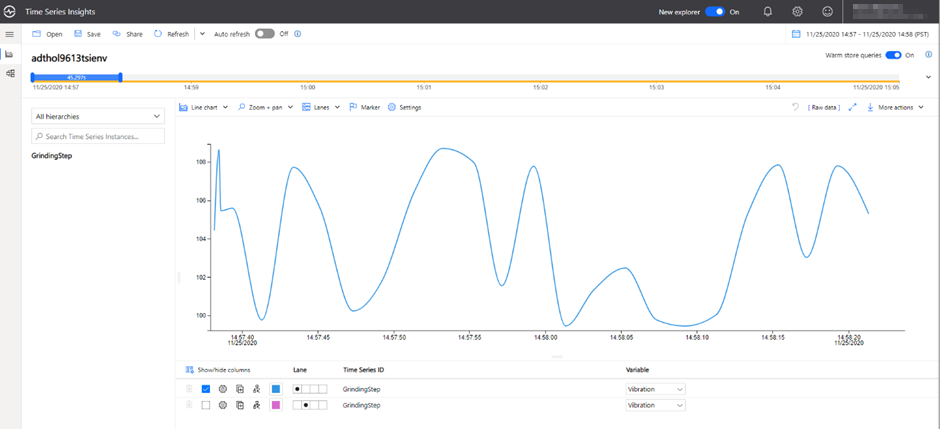 Time Series Insights
New explorer On
Open Save Share Refresh Auto refresh Off
11/25/2020 14:57 - 11/25/2020 14:58 (PST)
adthol9613tsienv
Warm store queries On
45.297s
11/25/2020 14:57 14:59 15:00 15:01 15:02 15:03 15:04 11/25/2020 15:05
All hierarchies
Line chart Zoom + pan Lanes Marker Settings [ Raw data ] More actions
Search Time Series Instances...
GrindingStep
108
106
104
102
100
14:57:40 14:57:45 14:57:50 14:57:55 14:58:00 14:58:05 14:58:10 14:58:15 14:58:20
11/25/2020 11/25/2020
Show/hide columns Lane Time Series ID Variable
GrindingStep Vibration
GrindingStep Vibration